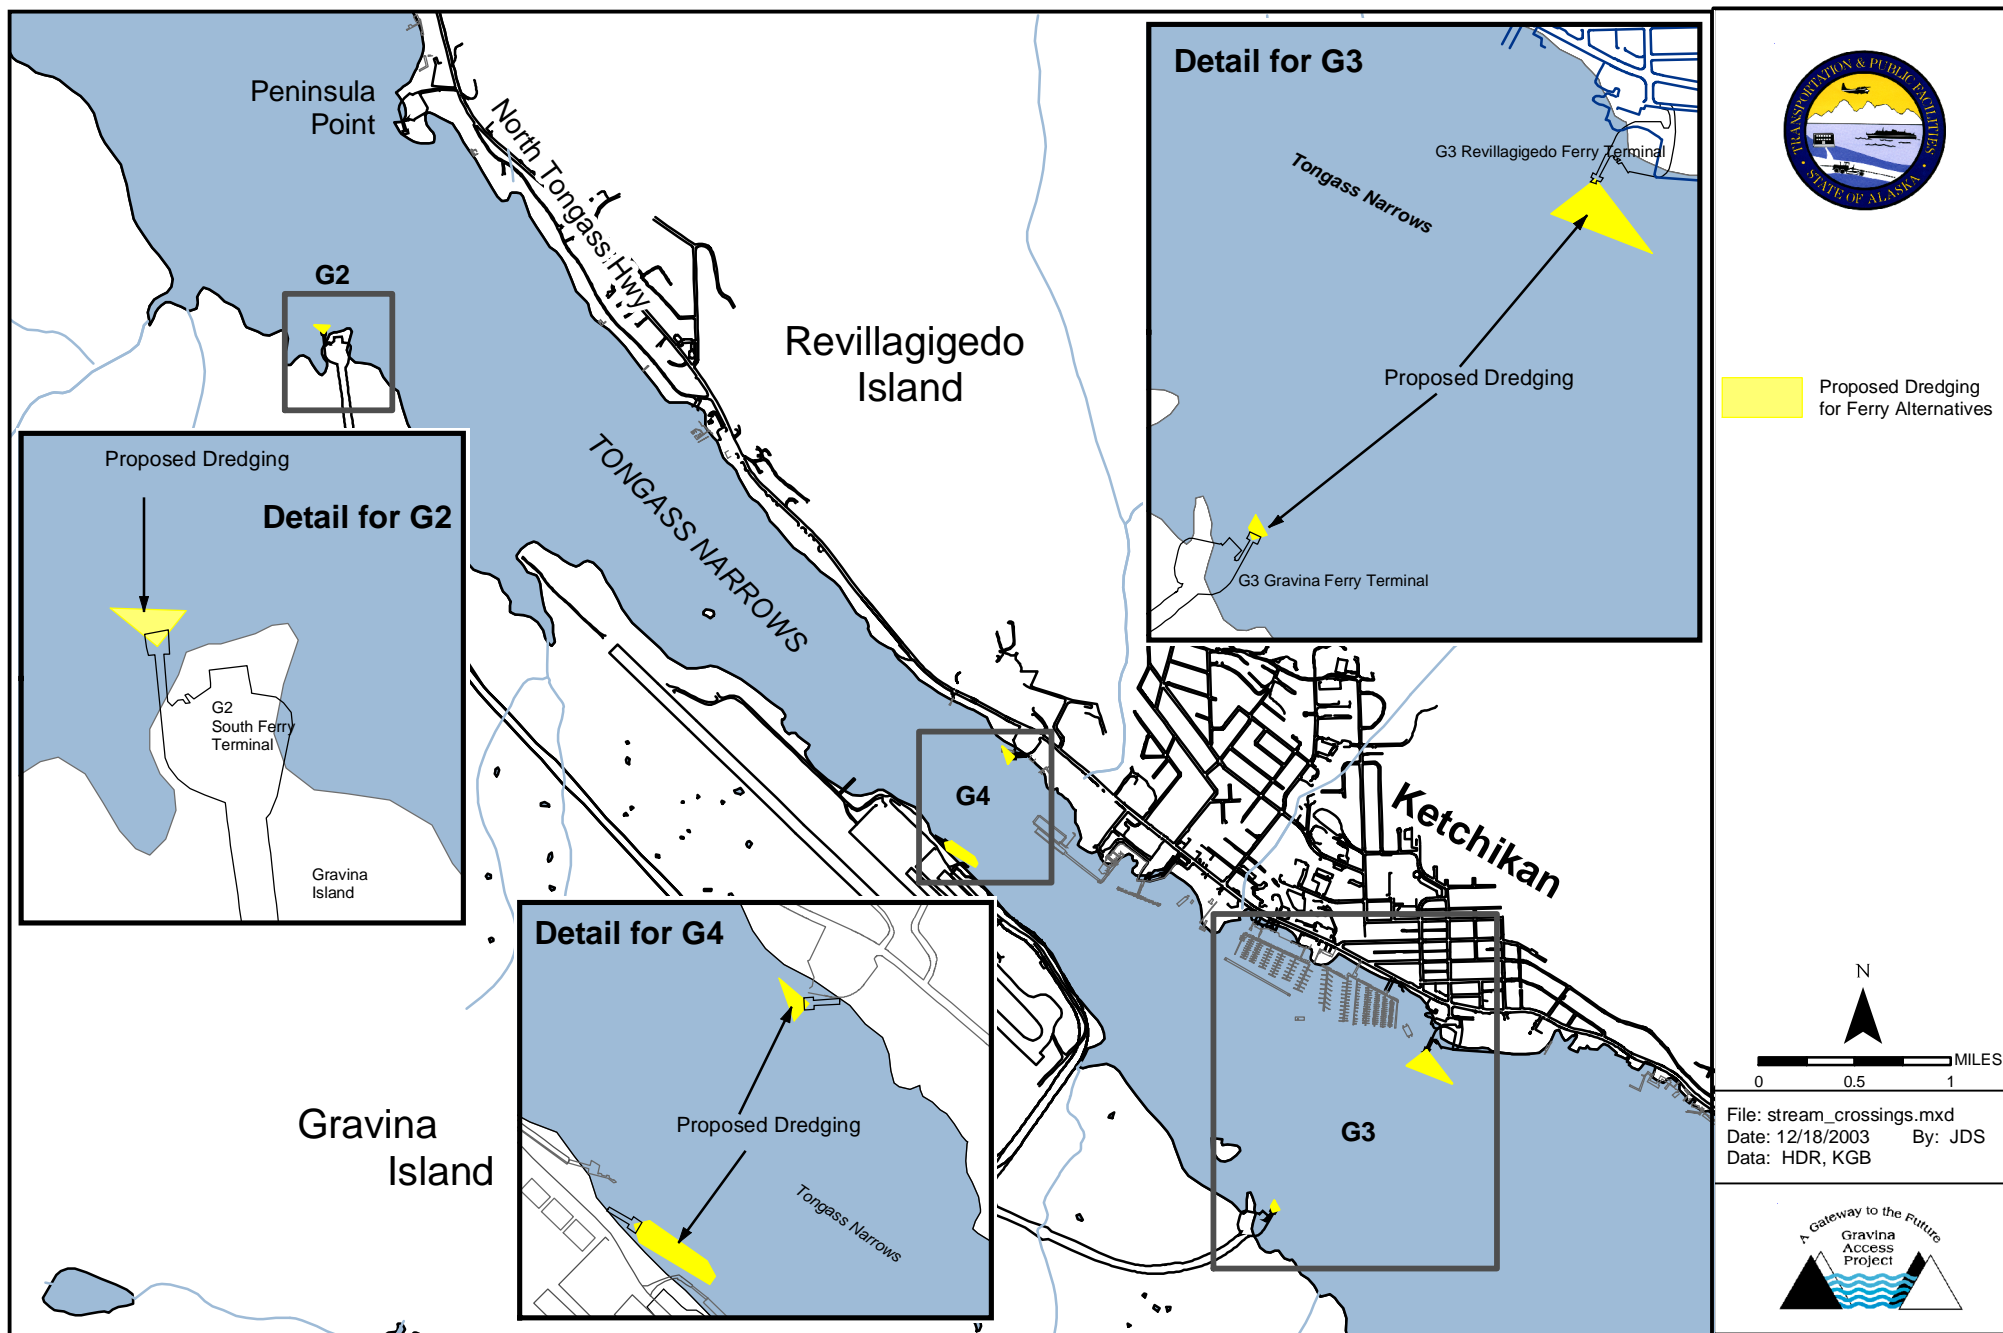 Peninsula
Point
North Tongass Hwy
G2
Revillagigedo
Island
TONGASS NARROWS
G4
Ketchikan
G3
Gravina
Island
Detail for G2
Proposed Dredging
G2
South Ferry
Terminal
Gravina
Island
Detail for G4
Proposed Dredging
Tongass Narrows
Detail for G3
G3 Revillagigedo Ferry Terminal
Tongass Narrows
Proposed Dredging
G3 Gravina Ferry Terminal
TRANSPORTATION & PUBLIC FACILITIES
STATE OF ALASKA
Proposed Dredging
for Ferry Alternatives
N
MILES
0 0.5 1
File: stream_crossings.mxd
Date: 12/18/2003 By: JDS
Data: HDR, KGB
A Gateway to the Future
Gravina
Access
Project